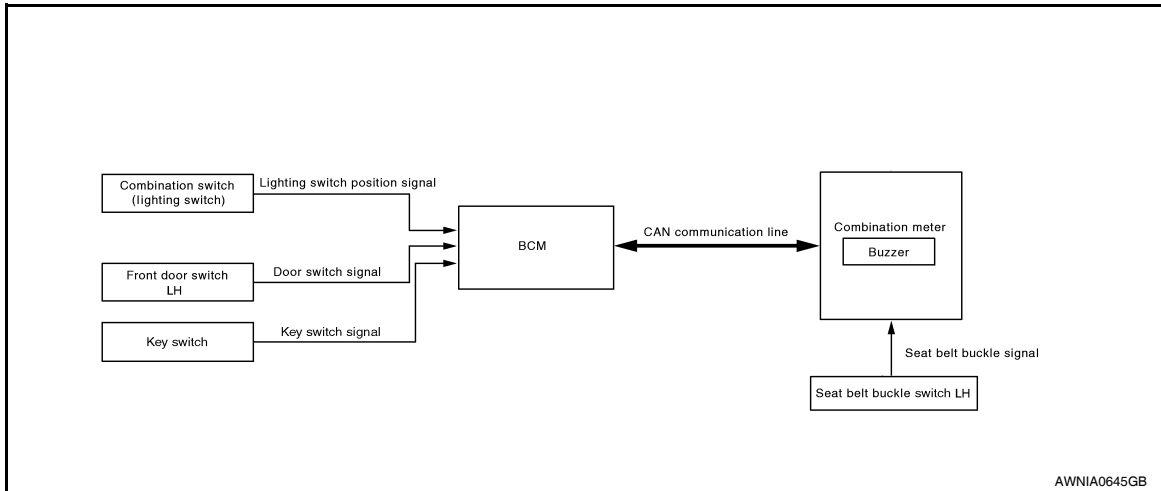 Combination switch
(lighting switch)
Lighting switch position signal
Front door switch
LH
Door switch signal
Key switch
Key switch signal
BCM
CAN communication line
Combination meter
Buzzer
Seat belt buckle signal
Seat belt buckle switch LH
AWNIA0645GB